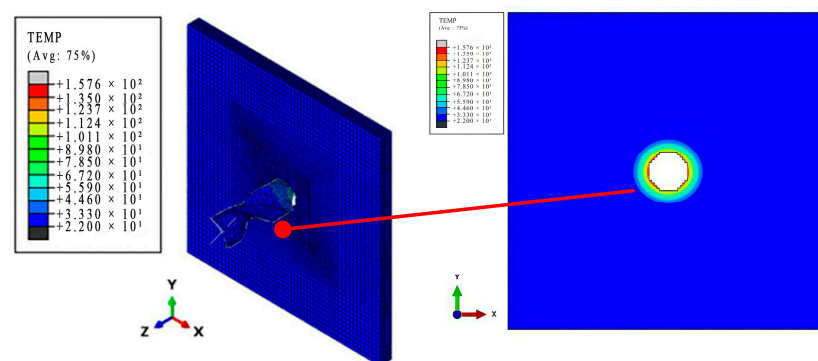 TEMP
(Avg: 75%)
+1.576 × 10²
+1.350 × 10²
+1.237 × 10²
+1.124 × 10²
+1.011 × 10²
+8.980 × 10¹
+7.850 × 10¹
+6.720 × 10¹
+5.590 × 10¹
+4.460 × 10¹
+3.330 × 10¹
+2.200 × 10¹
Y
Z
X
TEMP
(Avg: 75%)
+1.576 × 10²
+1.350 × 10²
+1.237 × 10²
+1.124 × 10²
+1.011 × 10²
+8.980 × 10¹
+7.850 × 10¹
+6.720 × 10¹
+5.590 × 10¹
+4.460 × 10¹
+3.330 × 10¹
+2.200 × 10¹
Y
X